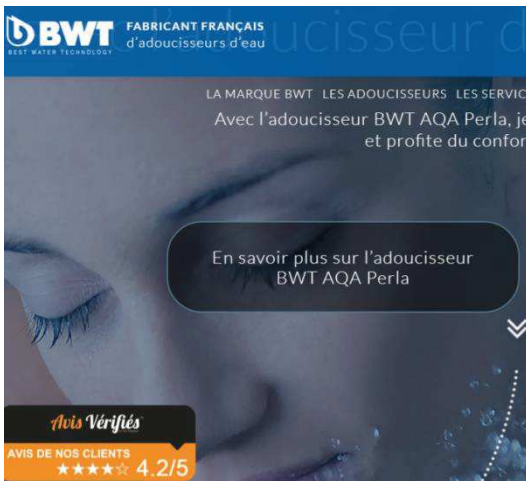 ucisseur d
BWT
BEST WATER TECHNOLOGY
FABRICANT FRANÇAIS
d'adoucisseurs d'eau
LA MARQUE BWT LES ADOUCISSEURS LES SERVIC
Avec l'adoucisseur BWT AQA Perla, je
et profite du confor
En savoir plus sur l'adoucisseur
BWT AQA Perla
Avis Vérifiés
AVIS DE NOS CLIENTS
4.2/5